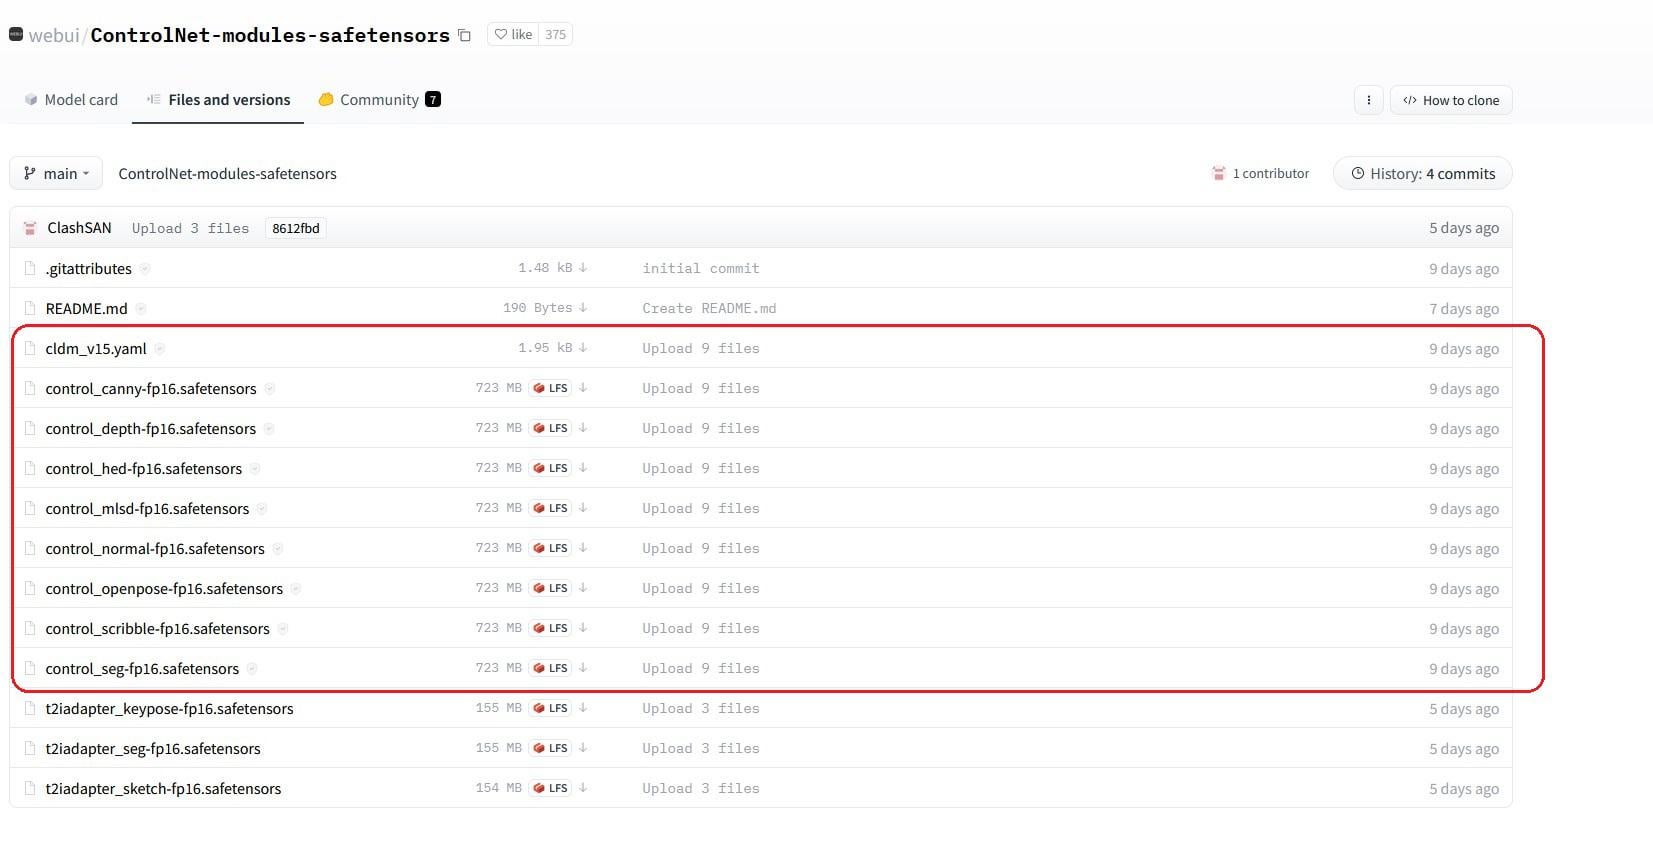 webui/ControlNet-modules-safetensors like 375
Model card Files and versions Community 7 How to clone
main ControlNet-modules-safetensors 1 contributor History: 4 commits
ClashSAN Upload 3 files 8612fbd 5 days ago
.gitattributes 1.48 kB initial commit 9 days ago
README.md 190 Bytes Create README.md 7 days ago
cldm_v15.yaml 1.95 kB Upload 9 files 9 days ago
control_canny-fp16.safetensors 723 MB LFS Upload 9 files 9 days ago
control_depth-fp16.safetensors 723 MB LFS Upload 9 files 9 days ago
control_hed-fp16.safetensors 723 MB LFS Upload 9 files 9 days ago
control_mlsd-fp16.safetensors 723 MB LFS Upload 9 files 9 days ago
control_normal-fp16.safetensors 723 MB LFS Upload 9 files 9 days ago
control_openpose-fp16.safetensors 723 MB LFS Upload 9 files 9 days ago
control_scribble-fp16.safetensors 723 MB LFS Upload 9 files 9 days ago
control_seg-fp16.safetensors 723 MB LFS Upload 9 files 9 days ago
t2iadapter_keypose-fp16.safetensors 155 MB LFS Upload 3 files 5 days ago
t2iadapter_seg-fp16.safetensors 155 MB LFS Upload 3 files 5 days ago
t2iadapter_sketch-fp16.safetensors 154 MB LFS Upload 3 files 5 days ago